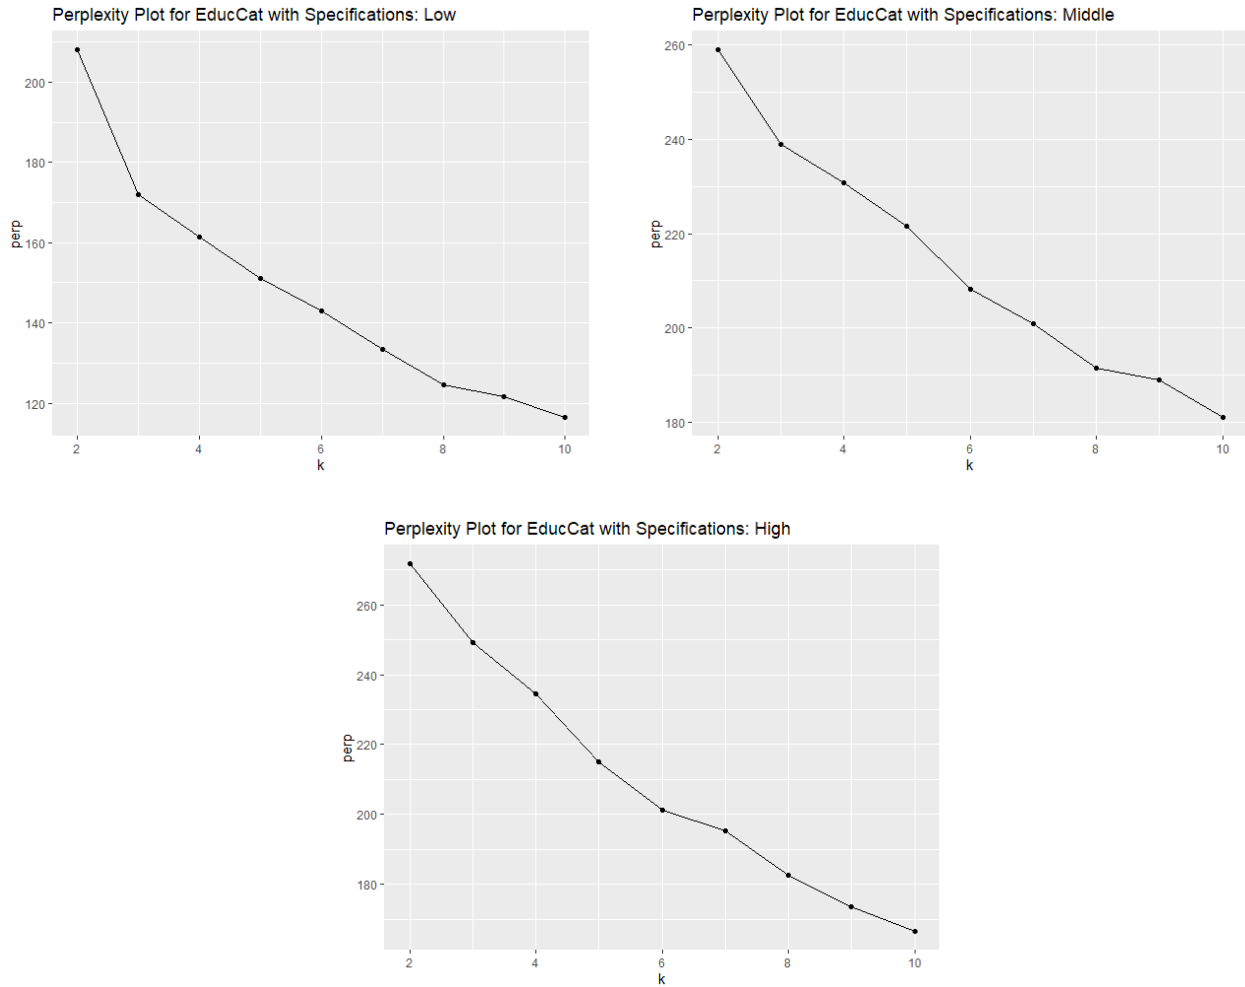 Perplexity Plot for EducCat with Specifications: Low
perp
200
180
160
140
120
2 4 6 8 10
k
Perplexity Plot for EducCat with Specifications: Middle
perp
260
240
220
200
180
2 4 6 8 10
k
Perplexity Plot for EducCat with Specifications: High
perp
260
240
220
200
180
2 4 6 8 10
k